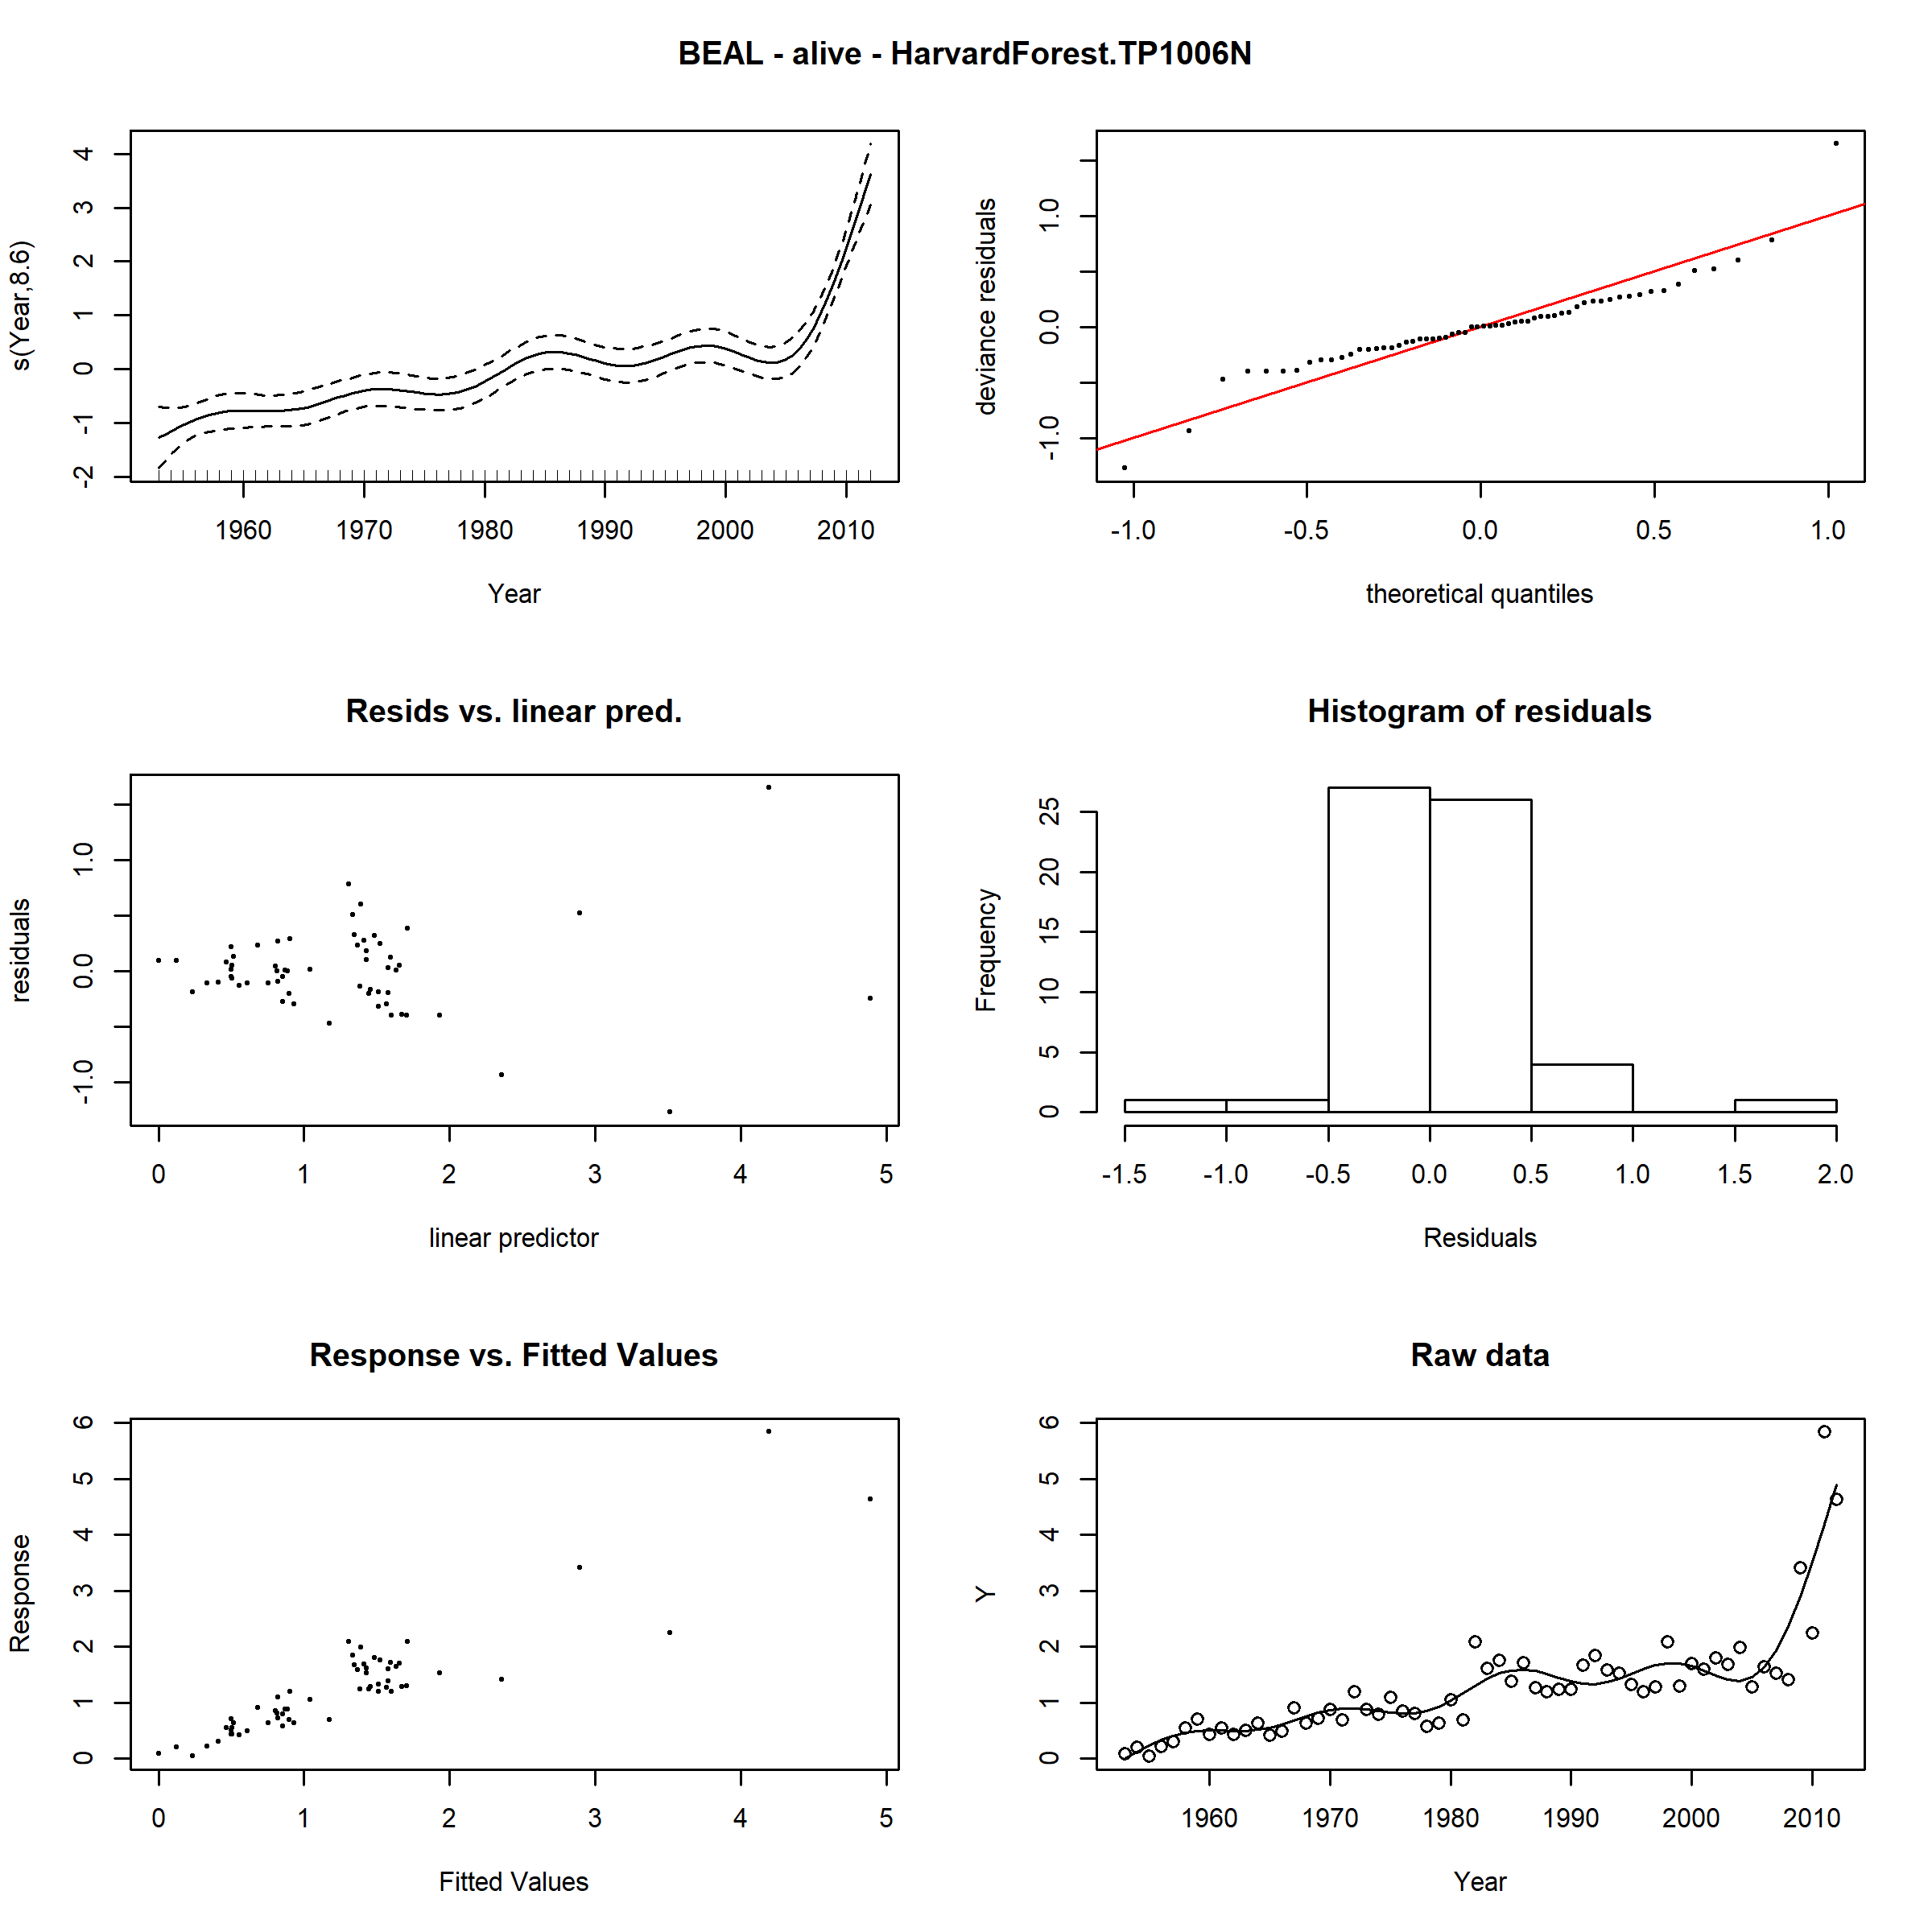 BEAL - alive - HarvardForest.TP1006N
s(Year,8.6)
4
3
2
1
0
-1
-2
1960 1970 1980 1990 2000 2010
Year
deviance residuals
1.0
0.0
-1.0
-1.0 -0.5 0.0 0.5 1.0
theoretical quantiles
Resids vs. linear pred.
residuals
1.0
0.0
-1.0
0 1 2 3 4 5
linear predictor
Histogram of residuals
Frequency
25
20
15
10
5
0
-1.5 -1.0 -0.5 0.0 0.5 1.0 1.5 2.0
Residuals
Response vs. Fitted Values
Response
6
5
4
3
2
1
0
0 1 2 3 4 5
Fitted Values
Raw data
Y
6
5
4
3
2
1
0
1960 1970 1980 1990 2000 2010
Year